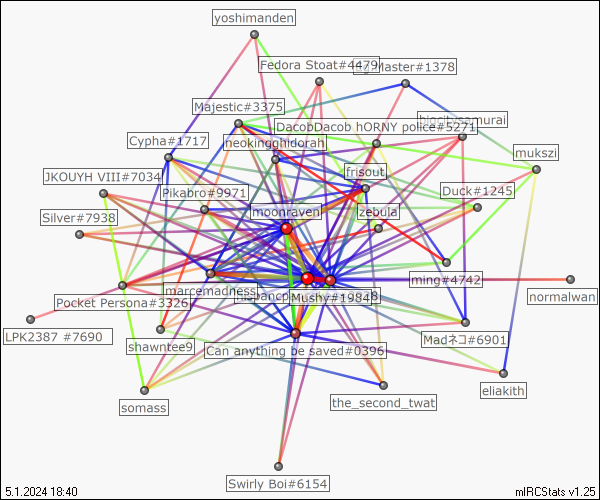 yoshimanden
Fedora Stoat#4479
Master#1378
Majestic#3375
bigcitysamurai
DacobDacob hORNY police#5271
Cypha#1717
neokingghidorah
mukszi
JKOUYH VIII#7034
frisout
Pikabro#9971
Duck#1245
Silver#7938
moonraven
zebula
ming#4742
marcemadness
Mushy#1984
normalwan
Pocket Persona#3326
LPK2387 #7690
shawntee9
Can anything be saved#0396
Madネコ#6901
somass
the_second_twat
eliakith
Swirly Boi#6154
5.1.2024 18:40
mIRCStats v1.25